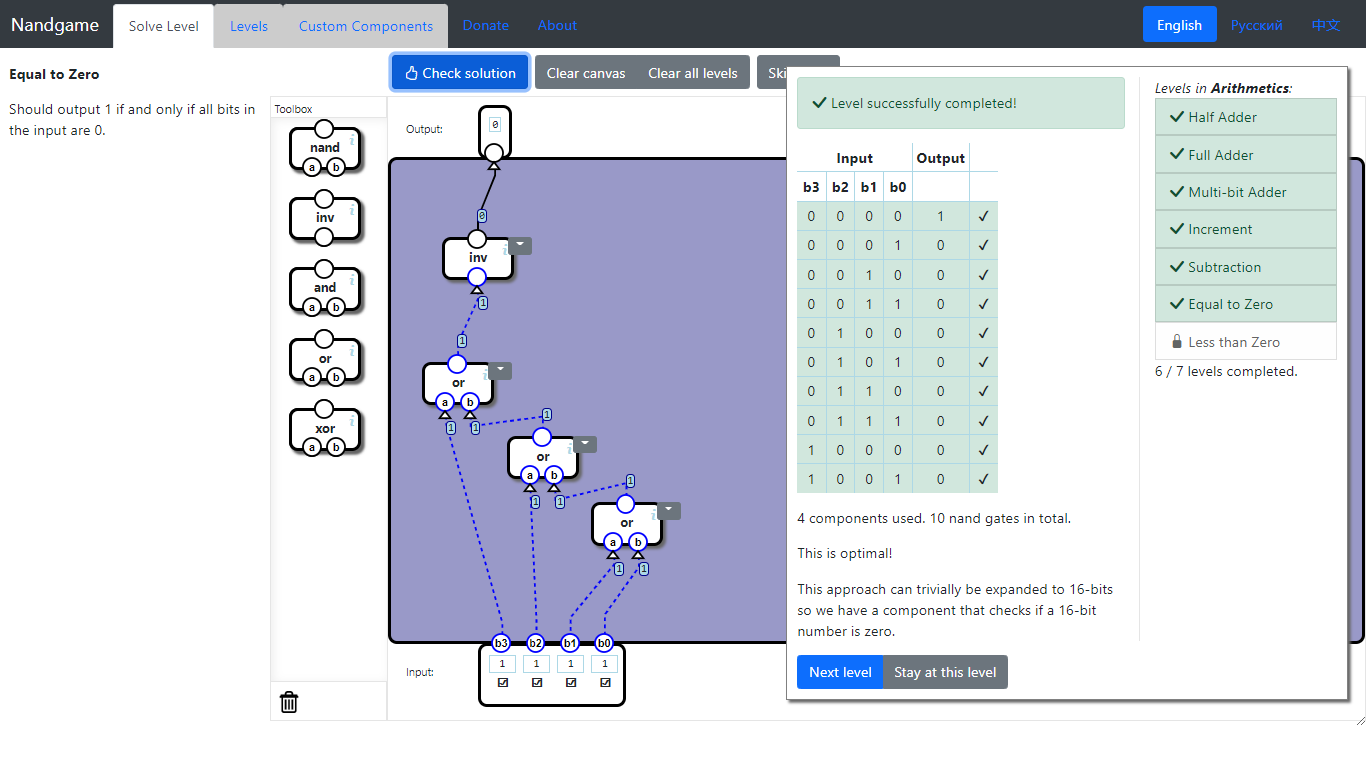 Nandgame
Solve Level
Levels
Custom Components
Donate
About
English
Русский
中文
Equal to Zero
Should output 1 if and only if all bits in
the input are 0.
Check solution
Clear canvas
Clear all levels
Toolbox
nand
a b
inv
and
a b
or
a b
xor
a b
Output:
0
0
inv
1
1
or
a b
1 1
1
or
a b
1 1
1
or
a b
1 1
b3 b2 b1 b0
Input:
1 1 1 1
Level successfully completed!
Input Output
b3 b2 b1 b0
0 0 0 0 1 ✓
0 0 0 1 0 ✓
0 0 1 0 0 ✓
0 0 1 1 0 ✓
0 1 0 0 0 ✓
0 1 0 1 0 ✓
0 1 1 0 0 ✓
0 1 1 1 0 ✓
1 0 0 0 0 ✓
1 0 0 1 0 ✓
4 components used. 10 nand gates in total.
This is optimal!
This approach can trivially be expanded to 16-bits
so we have a component that checks if a 16-bit
number is zero.
Next level
Stay at this level
Levels in Arithmetics:
Half Adder
Full Adder
Multi-bit Adder
Increment
Subtraction
Equal to Zero
Less than Zero
6 / 7 levels completed.